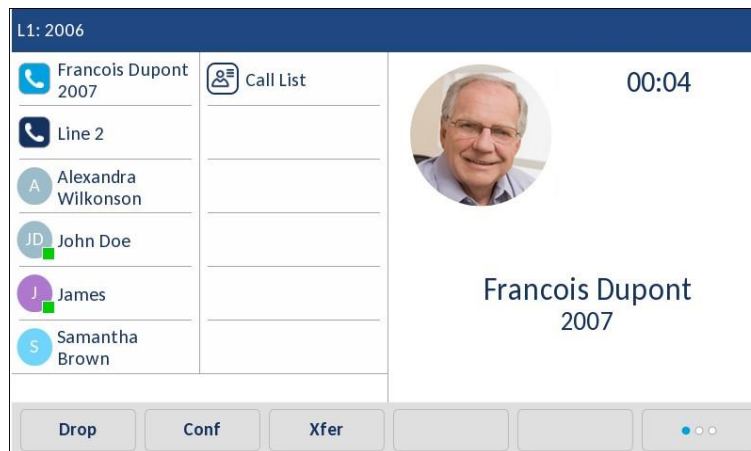 L1: 2006
Francois Dupont
2007
Line 2
A
Alexandra
Wilkonson
JD
John Doe
J
James
S
Samantha
Brown
Call List
00:04
Francois Dupont
2007
Drop
Conf
Xfer